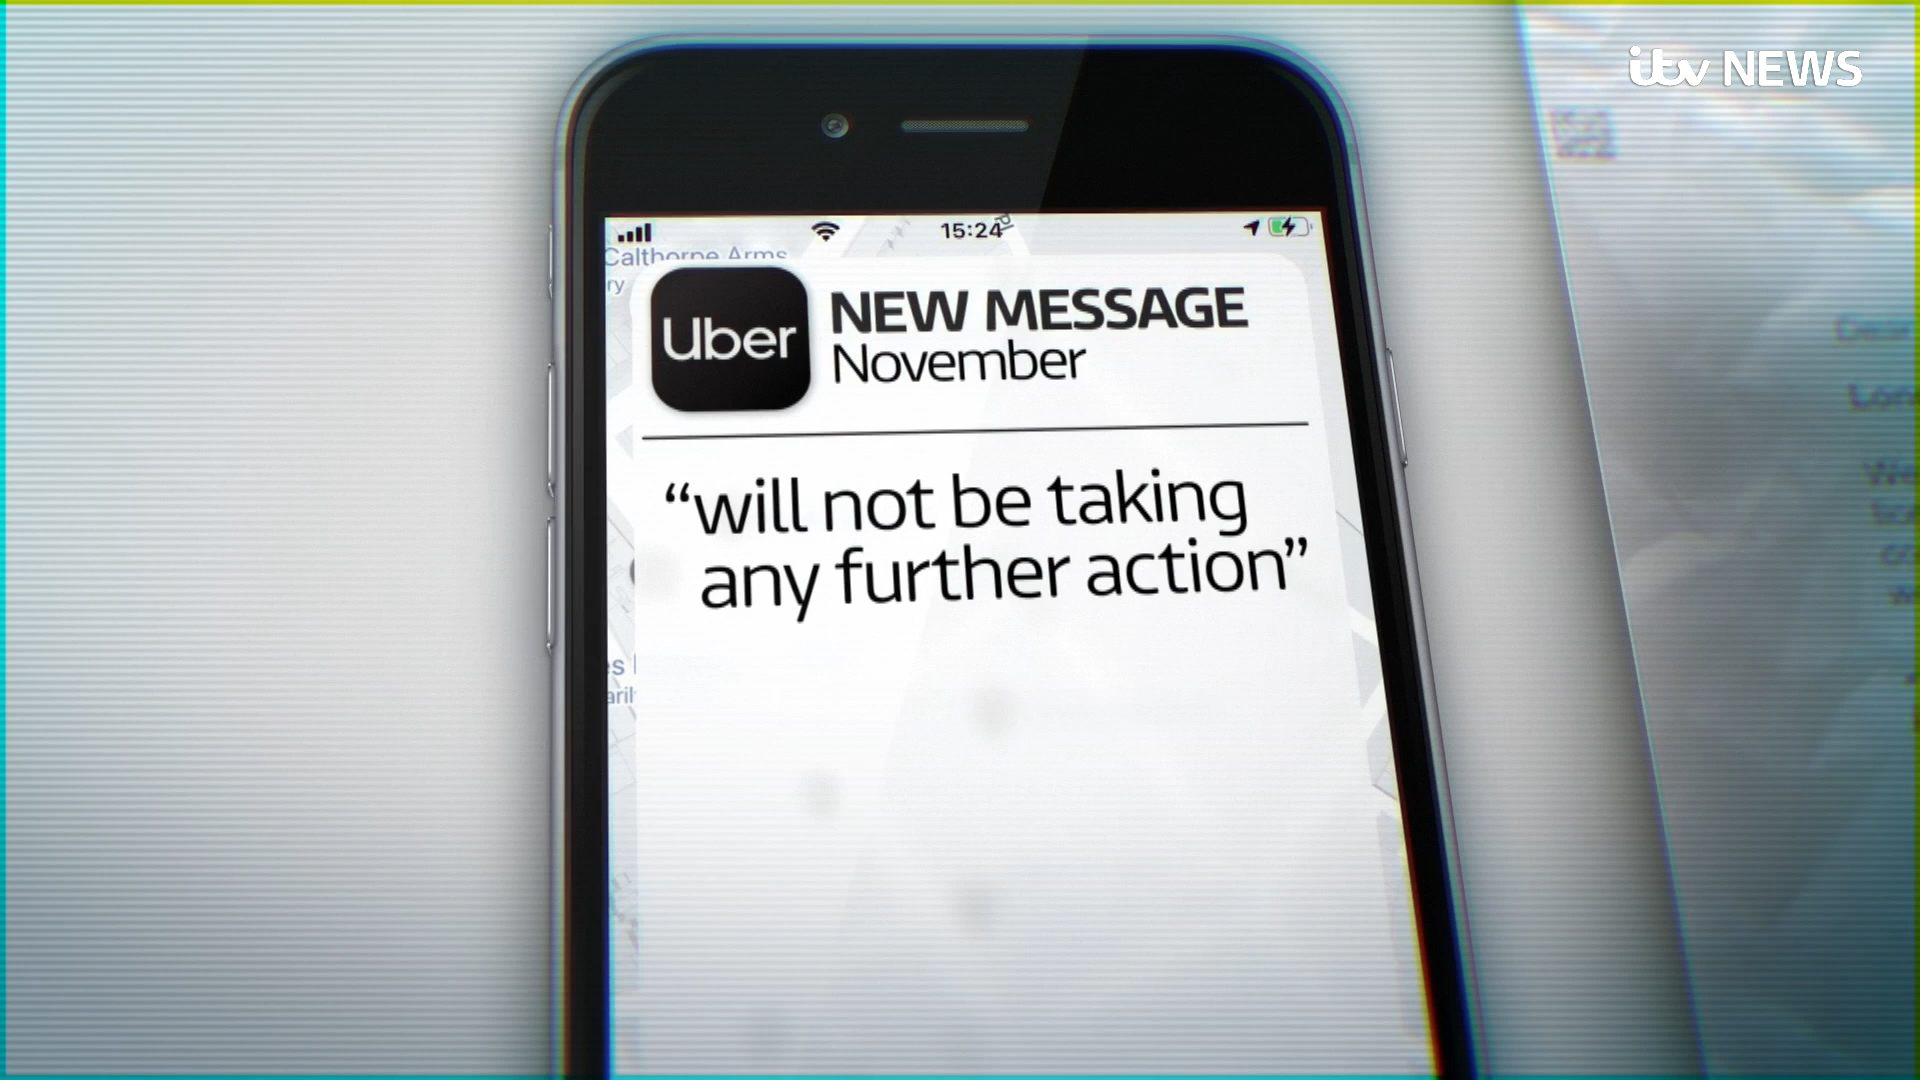 itv NEWS
15:24
Calthorpe Arms
Uber
NEW MESSAGE
November
“will not be taking
any further action”